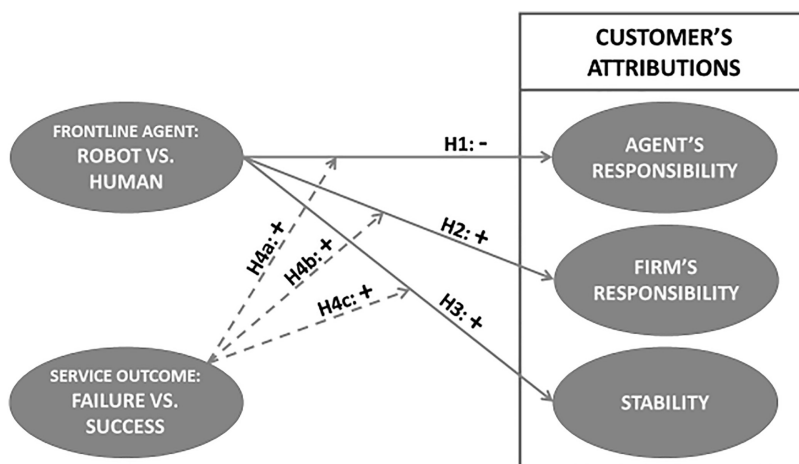 CUSTOMER'S
ATTRIBUTIONS
FRONTLINE AGENT:
ROBOT VS.
HUMAN
H1: -
AGENT'S
RESPONSIBILITY
H4a: +
H4b: +
H4c: +
H2: +
H3: +
FIRM'S
RESPONSIBILITY
SERVICE OUTCOME:
FAILURE VS.
SUCCESS
STABILITY